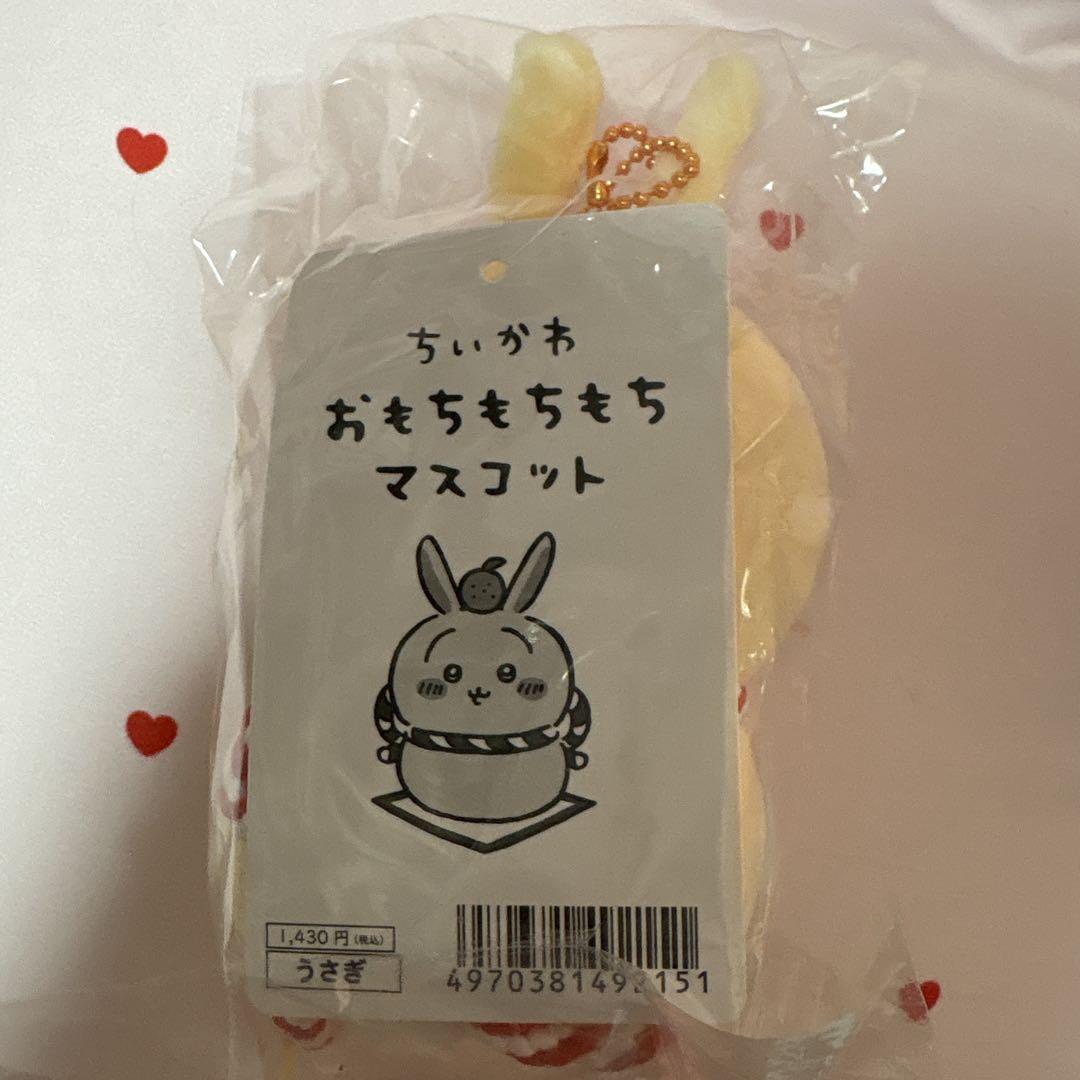 ちいかわ
おもちもちもち
マスコット
1,430円(税込)
うさぎ